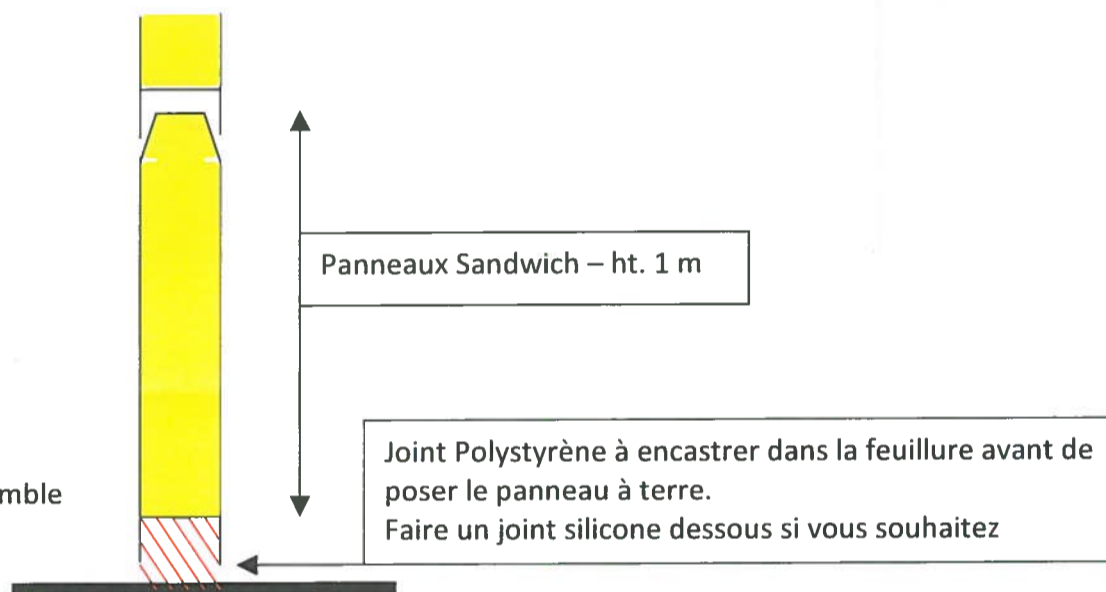 Panneaux Sandwich – ht. 1 m
Joint Polystyrène à encastrer dans la feuillure avant de
poser le panneau à terre.
Faire un joint silicone dessous si vous souhaitez
mble